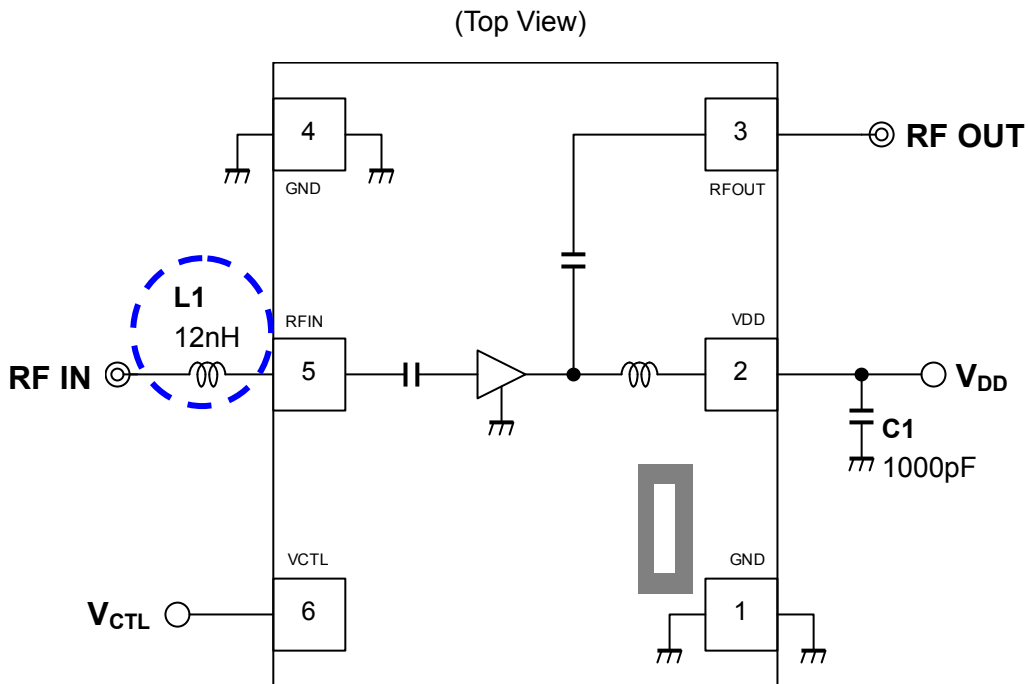 (Top View)
4
GND
3
RFOUT
RF OUT
L1
12nH
RFIN
5
RF IN
VDD
2
VDD
C1
1000pF
VCTL
6
VCTL
GND
1